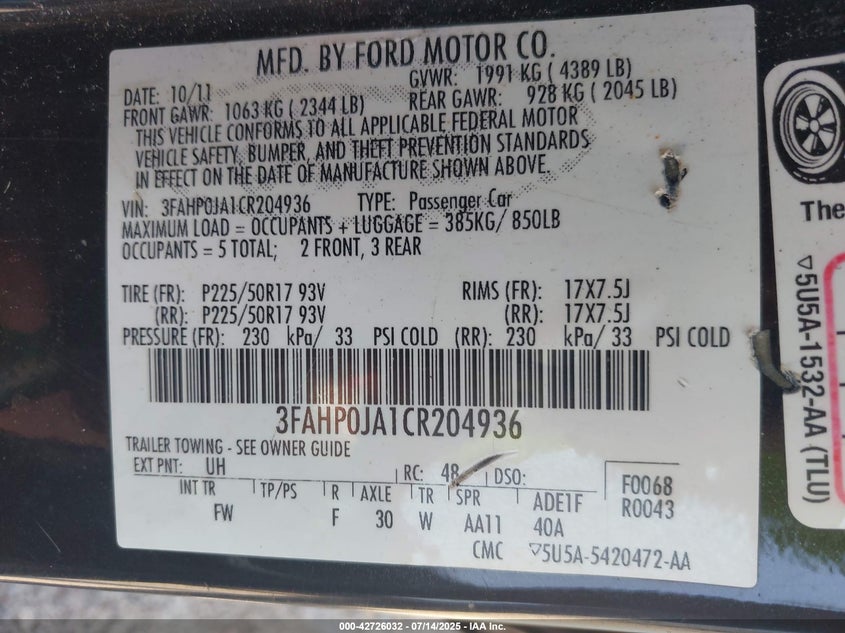 MFD. BY FORD MOTOR CO.
DATE: 10/11 GVWR: 1991 KG ( 4389 LB)
FRONT GAWR: 1063 KG ( 2344 LB) REAR GAWR: 928 KG ( 2045 LB)
THIS VEHICLE CONFORMS TO ALL APPLICABLE FEDERAL MOTOR
VEHICLE SAFETY, BUMPER, AND THEFT PREVENTION STANDARDS
IN EFFECT ON THE DATE OF MANUFACTURE SHOWN ABOVE.
VIN: 3FAHP0JA1CR204936 TYPE: Passenger Car
MAXIMUM LOAD = OCCUPANTS + LUGGAGE = 385KG/ 850LB
OCCUPANTS = 5 TOTAL; 2 FRONT, 3 REAR
TIRE (FR): P225/50R17 93V RIMS (FR): 17X7.5J
(RR): P225/50R17 93V (RR): 17X7.5J
PRESSURE (FR): 230 kPa/ 33 PSI COLD (RR): 230 kPa/ 33 PSI COLD
3FAHP0JA1CR204936
TRAILER TOWING - SEE OWNER GUIDE
EXT PNT: UH RC: 48 DSO: F0068
INT TR TP/PS R AXLE TR SPR ADE1F R0043
FW F 30 W AA11 40A
CMC ▽5U5A-5420472-AA
The
▽5U5A-1532-AA (TLU)
000-42726032 - 07/14/2025 - IAAI COMPANY